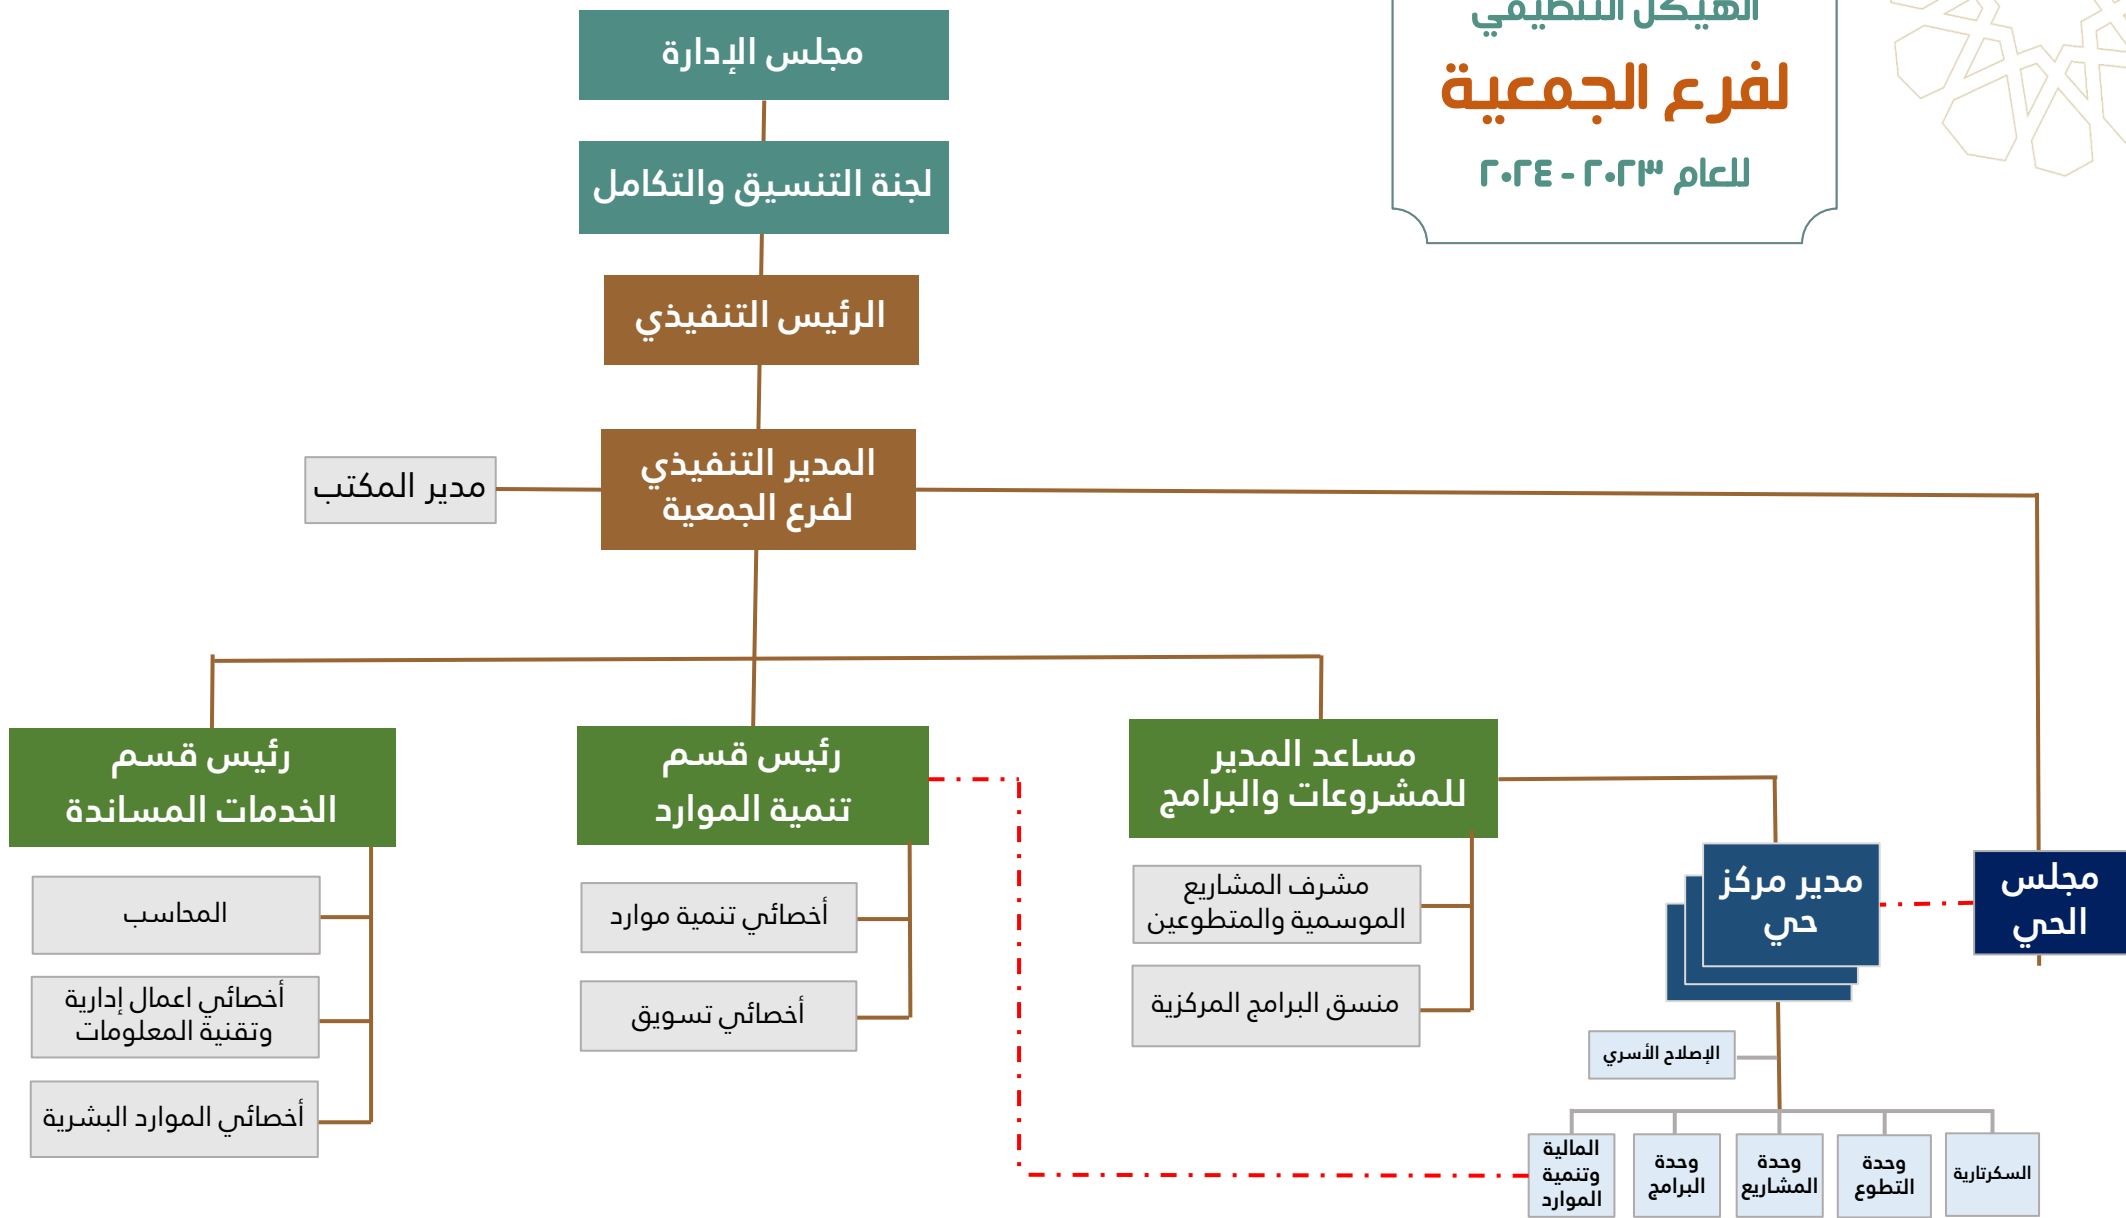 الهيكل التنظيمي
لفرع الجمعية
للعام ٢٠٢٣ - ٢٠٢٤
مجلس الإدارة
لجنة التنسيق والتكامل
الرئيس التنفيذي
المدير التنفيذي
لفرع الجمعية
مدير المكتب
مساعد المدير
للمشروعات والبرامج
مشرف المشاريع
الموسمية والمتطوعين
منسق البرامج المركزية
رئيس قسم
تنمية الموارد
أخصائي تنمية موارد
أخصائي تسويق
رئيس قسم
الخدمات المساندة
المحاسب
أخصائي اعمال إدارية
وتقنية المعلومات
أخصائي الموارد البشرية
مجلس
الحي
مدير مركز
حي
الإصلاح الأسري
السكرتارية
وحدة
التطوع
وحدة
المشاريع
وحدة
البرامج
المالية
وتنمية
الموارد